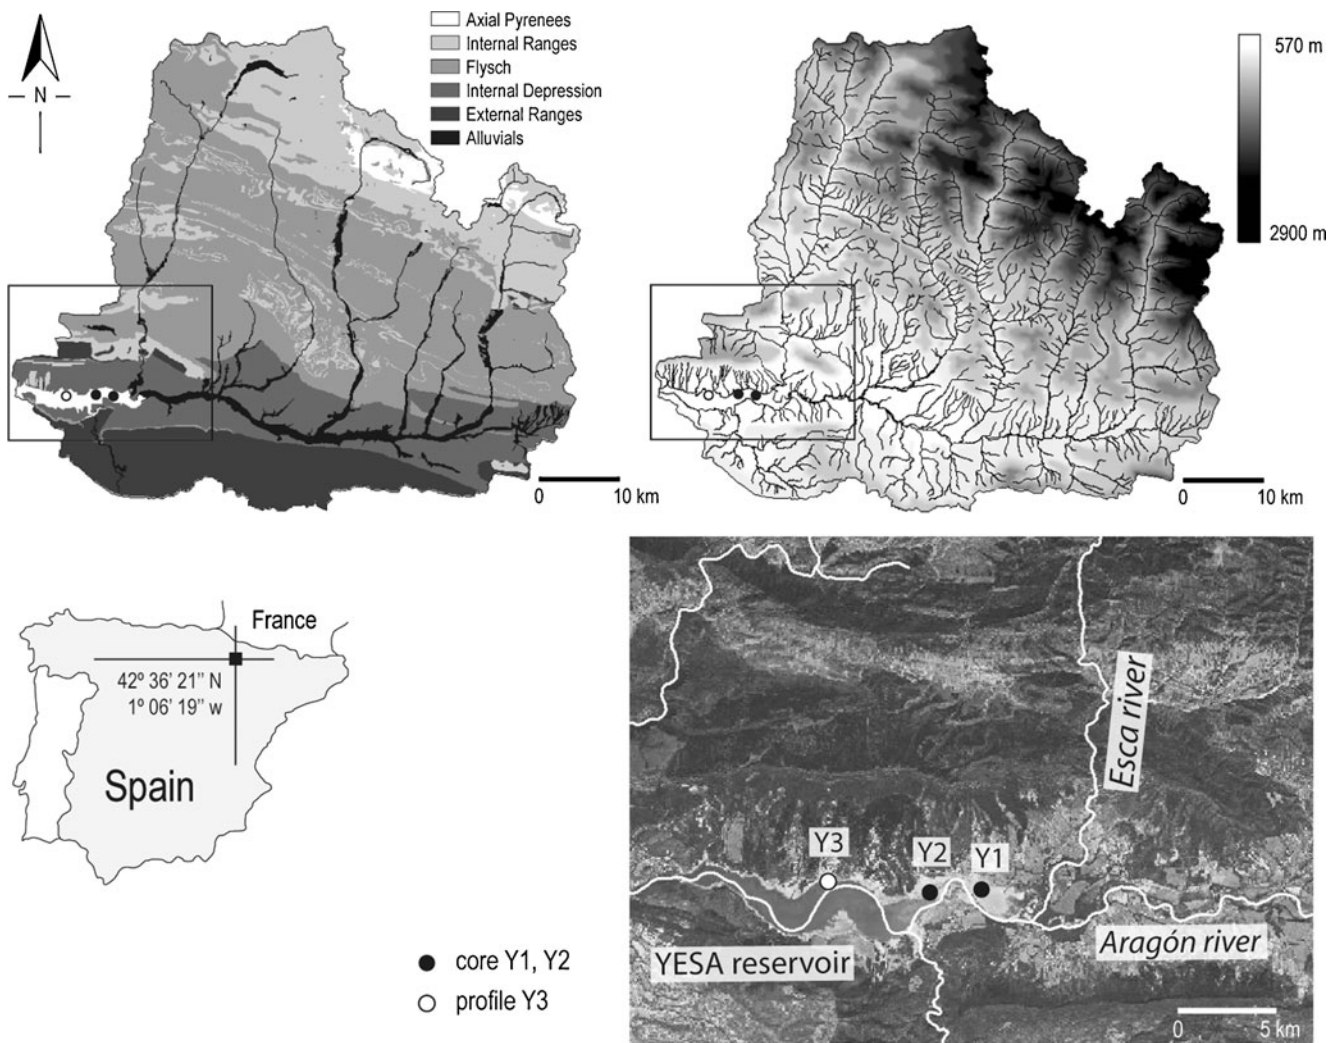 N
Axial Pyrenees
Internal Ranges
Flysch
Internal Depression
External Ranges
Alluvials
0 10 km
570 m
2900 m
0 10 km
France
42º 36' 21" N
1º 06' 19" w
Spain
core Y1, Y2
profile Y3
Esca river
Y3
Y2
Y1
YESA reservoir
Aragón river
0 5 km